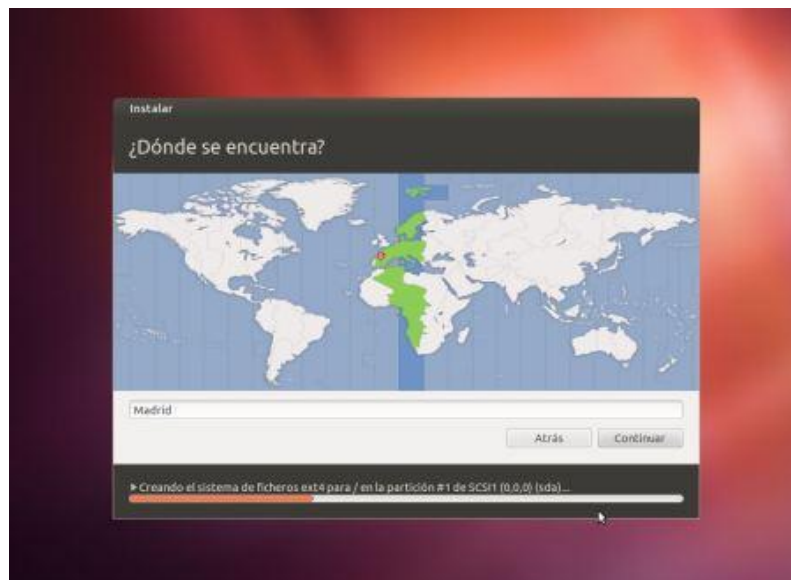 Instalar
¿Dónde se encuentra?
Madrid
Atrás
Continuar
Creando el sistema de ficheros ext4 para / en la partición #1 de SCSI1 (0,0,0) (sda)...